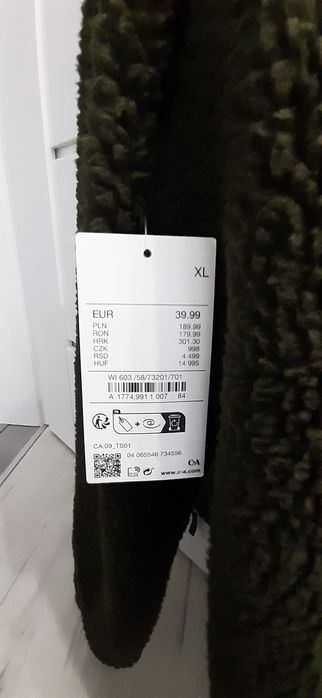 XL
EUR 39.99
PLN 189.99
RON 179.99
HRK 301.30
CZK 998
RSD 4 499
HUF 14 995
WI 603 /58/73201/701
A 1774.991 1 007 84
CA:09_TS01
04 065546 734556
C&A
www.c-a.com